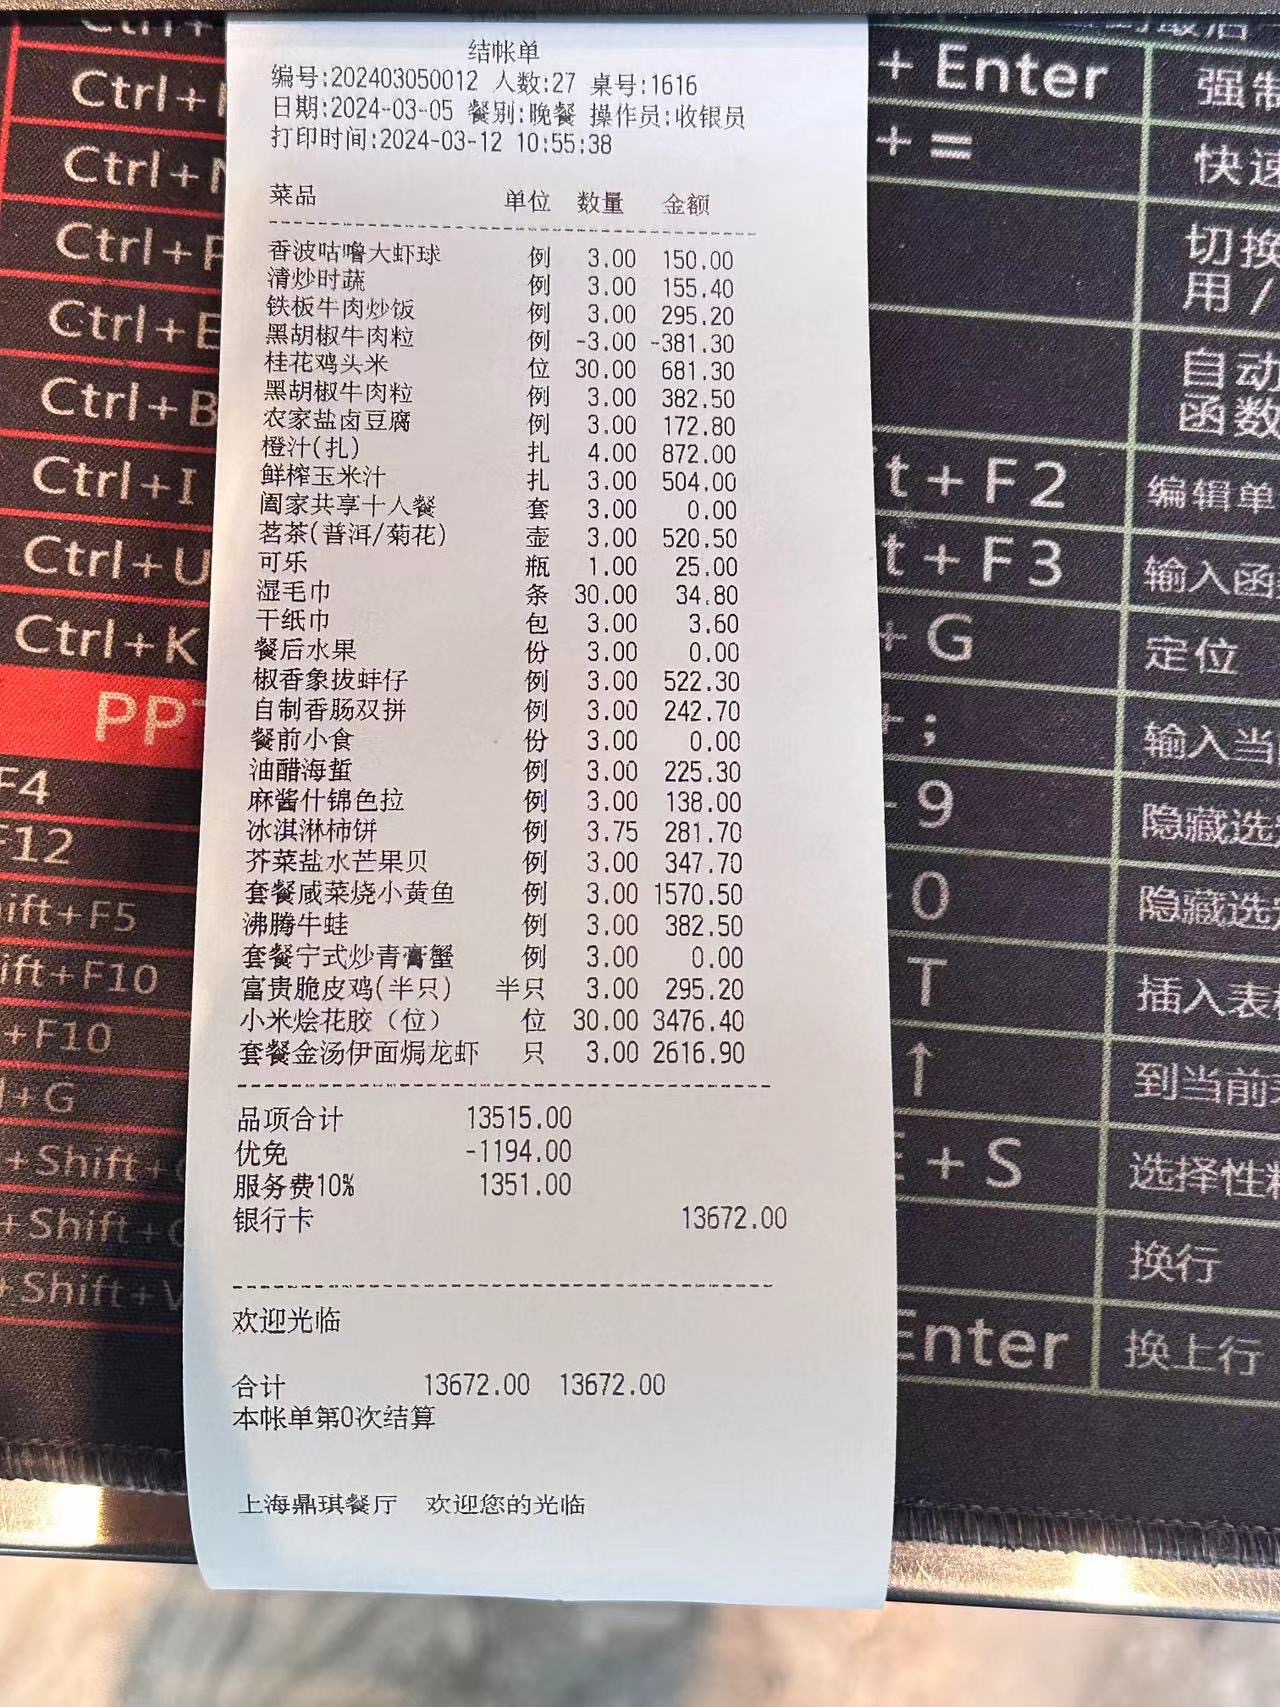 结帐单
编号:202403050012 人数:27 桌号:1616
日期:2024-03-05 餐别:晚餐 操作员:收银员
打印时间:2024-03-12 10:55:38
菜品 单位 数量 金额
香波咕噜大虾球 例 3.00 150.00
清炒时蔬 例 3.00 155.40
铁板牛肉炒饭 例 3.00 295.20
黑胡椒牛肉粒 例 -3.00 -381.30
桂花鸡头米 位 30.00 681.30
黑胡椒牛肉粒 例 3.00 382.50
农家盐卤豆腐 例 3.00 172.80
橙汁(扎) 扎 4.00 872.00
鲜榨玉米汁 扎 3.00 504.00
阖家共享十人餐 套 3.00 0.00
茗茶(普洱/菊花) 壶 3.00 520.50
可乐 瓶 1.00 25.00
湿毛巾 条 30.00 34.80
干纸巾 包 3.00 3.60
餐后水果 份 3.00 0.00
椒香象拔蚌仔 例 3.00 522.30
自制香肠双拼 例 3.00 242.70
餐前小食 份 3.00 0.00
油醋海蜇 例 3.00 225.30
麻酱什锦色拉 例 3.00 138.00
冰淇淋柿饼 例 3.75 281.70
芥菜盐水芒果贝 例 3.00 347.70
套餐咸菜烧小黄鱼 例 3.00 1570.50
沸腾牛蛙 例 3.00 382.50
套餐宁式炒青膏蟹 例 3.00 0.00
富贵脆皮鸡(半只) 半只 3.00 295.20
小米烩花胶（位） 位 30.00 3476.40
套餐金汤伊面焗龙虾 只 3.00 2616.90
品项合计 13515.00
优免 -1194.00
服务费10% 1351.00
银行卡 13672.00
欢迎光临
合计 13672.00 13672.00
本帐单第0次结算
上海鼎琪餐厅 欢迎您的光临
Ctrl+
Ctrl+
Ctrl+
Ctrl+E
Ctrl+B
Ctrl+I
Ctrl+U
Ctrl+K
PP
F4
F12
ift+F5
ift+F10
+F10
+G
+Shift+
+Shift+
+Shift+V
+ Enter 强制
+ = 快速
切换
用/
自动
函数
t+F2 编辑单
t+F3 输入函
+G 定位
+; 输入当
9 隐藏选
0 隐藏选
T 插入表
↑ 到当前
+S 选择性
换行
Enter 换上行